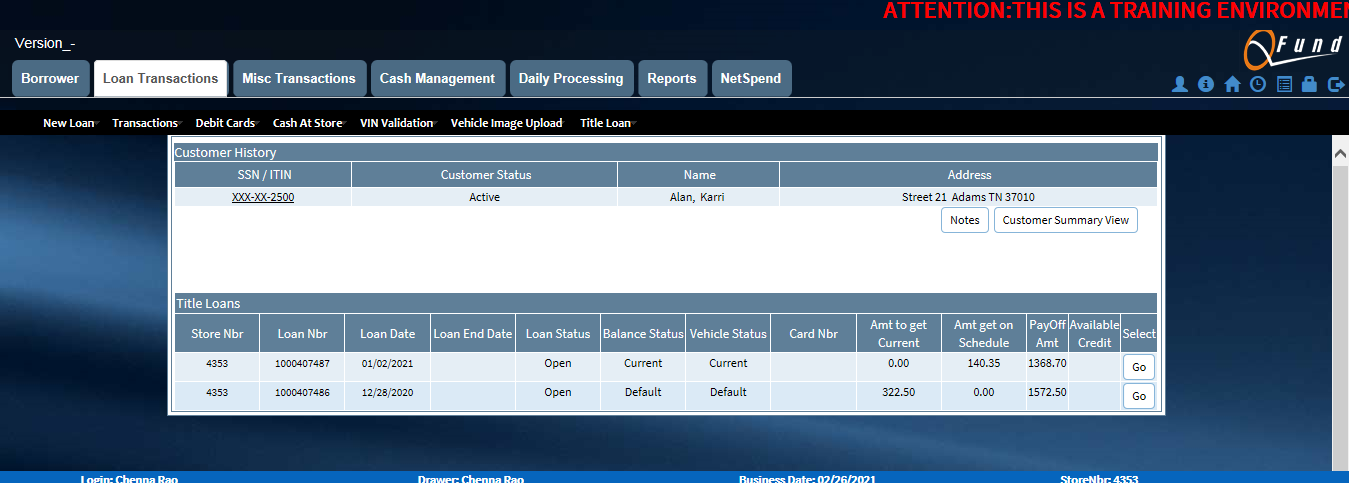 ATTENTION:THIS IS A TRAINING ENVIRONME
Version_-
QFund
Borrower Loan Transactions Misc Transactions Cash Management Daily Processing Reports NetSpend
New Loan Transactions Debit Cards Cash At Store VIN Validation Vehicle Image Upload Title Loan
Customer History
SSN / ITIN Customer Status Name Address
XXX-XX-2500 Active Alan, Karri Street 21 Adams TN 37010
Notes Customer Summary View
Title Loans
Store Nbr Loan Nbr Loan Date Loan End Date Loan Status Balance Status Vehicle Status Card Nbr Amt to get Current Amt get on Schedule PayOff Amt Available Credit Select
4353 1000407487 01/02/2021 Open Current Current 0.00 140.35 1368.70 Go
4353 1000407486 12/28/2020 Open Default Default 322.50 0.00 1572.50 Go
Login: Chenna Rao Drawer: Chenna Rao Business Date: 02/26/2021 StoreNbr: 4353